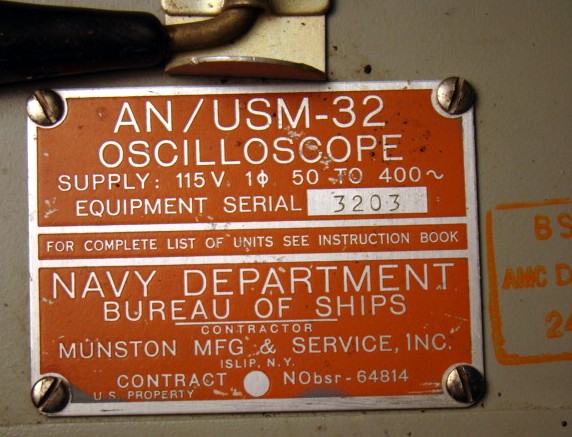 AN/USM-32
OSCILLOSCOPE
SUPPLY: 115V 1ϕ 50 TO 400~
EQUIPMENT SERIAL 3203
FOR COMPLETE LIST OF UNITS SEE INSTRUCTION BOOK
NAVY DEPARTMENT
BUREAU OF SHIPS
CONTRACTOR
MUNSTON MFG & SERVICE, INC.
ISLIP, N.Y.
CONTRACT NObsr-64814
U.S. PROPERTY
BS
AMC D
24